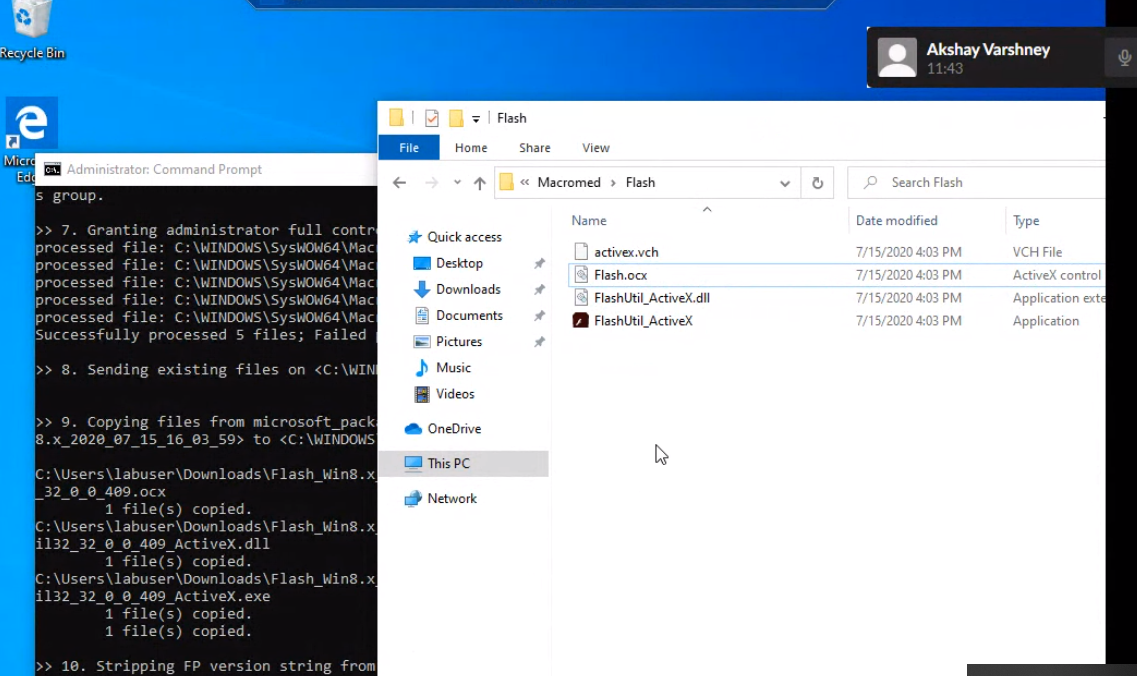 Recycle Bin
Akshay Varshney
11:43
Micro
Edg
Flash
File Home Share View
« Macromed › Flash
Search Flash
Name Date modified Type
Quick access
Desktop
Downloads
Documents
Pictures
Music
Videos
OneDrive
This PC
Network
activex.vch 7/15/2020 4:03 PM VCH File
Flash.ocx 7/15/2020 4:03 PM ActiveX control
FlashUtil_ActiveX.dll 7/15/2020 4:03 PM Application exte
FlashUtil_ActiveX 7/15/2020 4:03 PM Application
Administrator: Command Prompt
s group.
>> 7. Granting administrator full contr
processed file: C:\WINDOWS\SysWOW64\Mac
processed file: C:\WINDOWS\SysWOW64\Mac
processed file: C:\WINDOWS\SysWOW64\Mac
processed file: C:\WINDOWS\SysWOW64\Mac
processed file: C:\WINDOWS\SysWOW64\Mac
Successfully processed 5 files; Failed
>> 8. Sending existing files on <C:\WIN
>> 9. Copying files from microsoft_pack
8.x_2020_07_15_16_03_59> to <C:\WINDOWS
C:\Users\labuser\Downloads\Flash_Win8.x
_32_0_0_409.ocx
1 file(s) copied.
C:\Users\labuser\Downloads\Flash_Win8.x
il32_32_0_0_409_ActiveX.dll
1 file(s) copied.
C:\Users\labuser\Downloads\Flash_Win8.x
il32_32_0_0_409_ActiveX.exe
1 file(s) copied.
1 file(s) copied.
>> 10. Stripping FP version string from